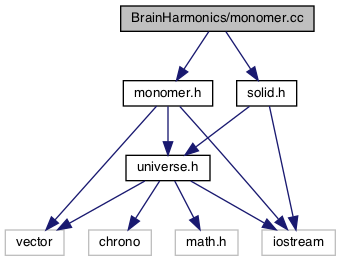 BrainHarmonics/monomer.cc
monomer.h
solid.h
universe.h
vector
chrono
math.h
iostream